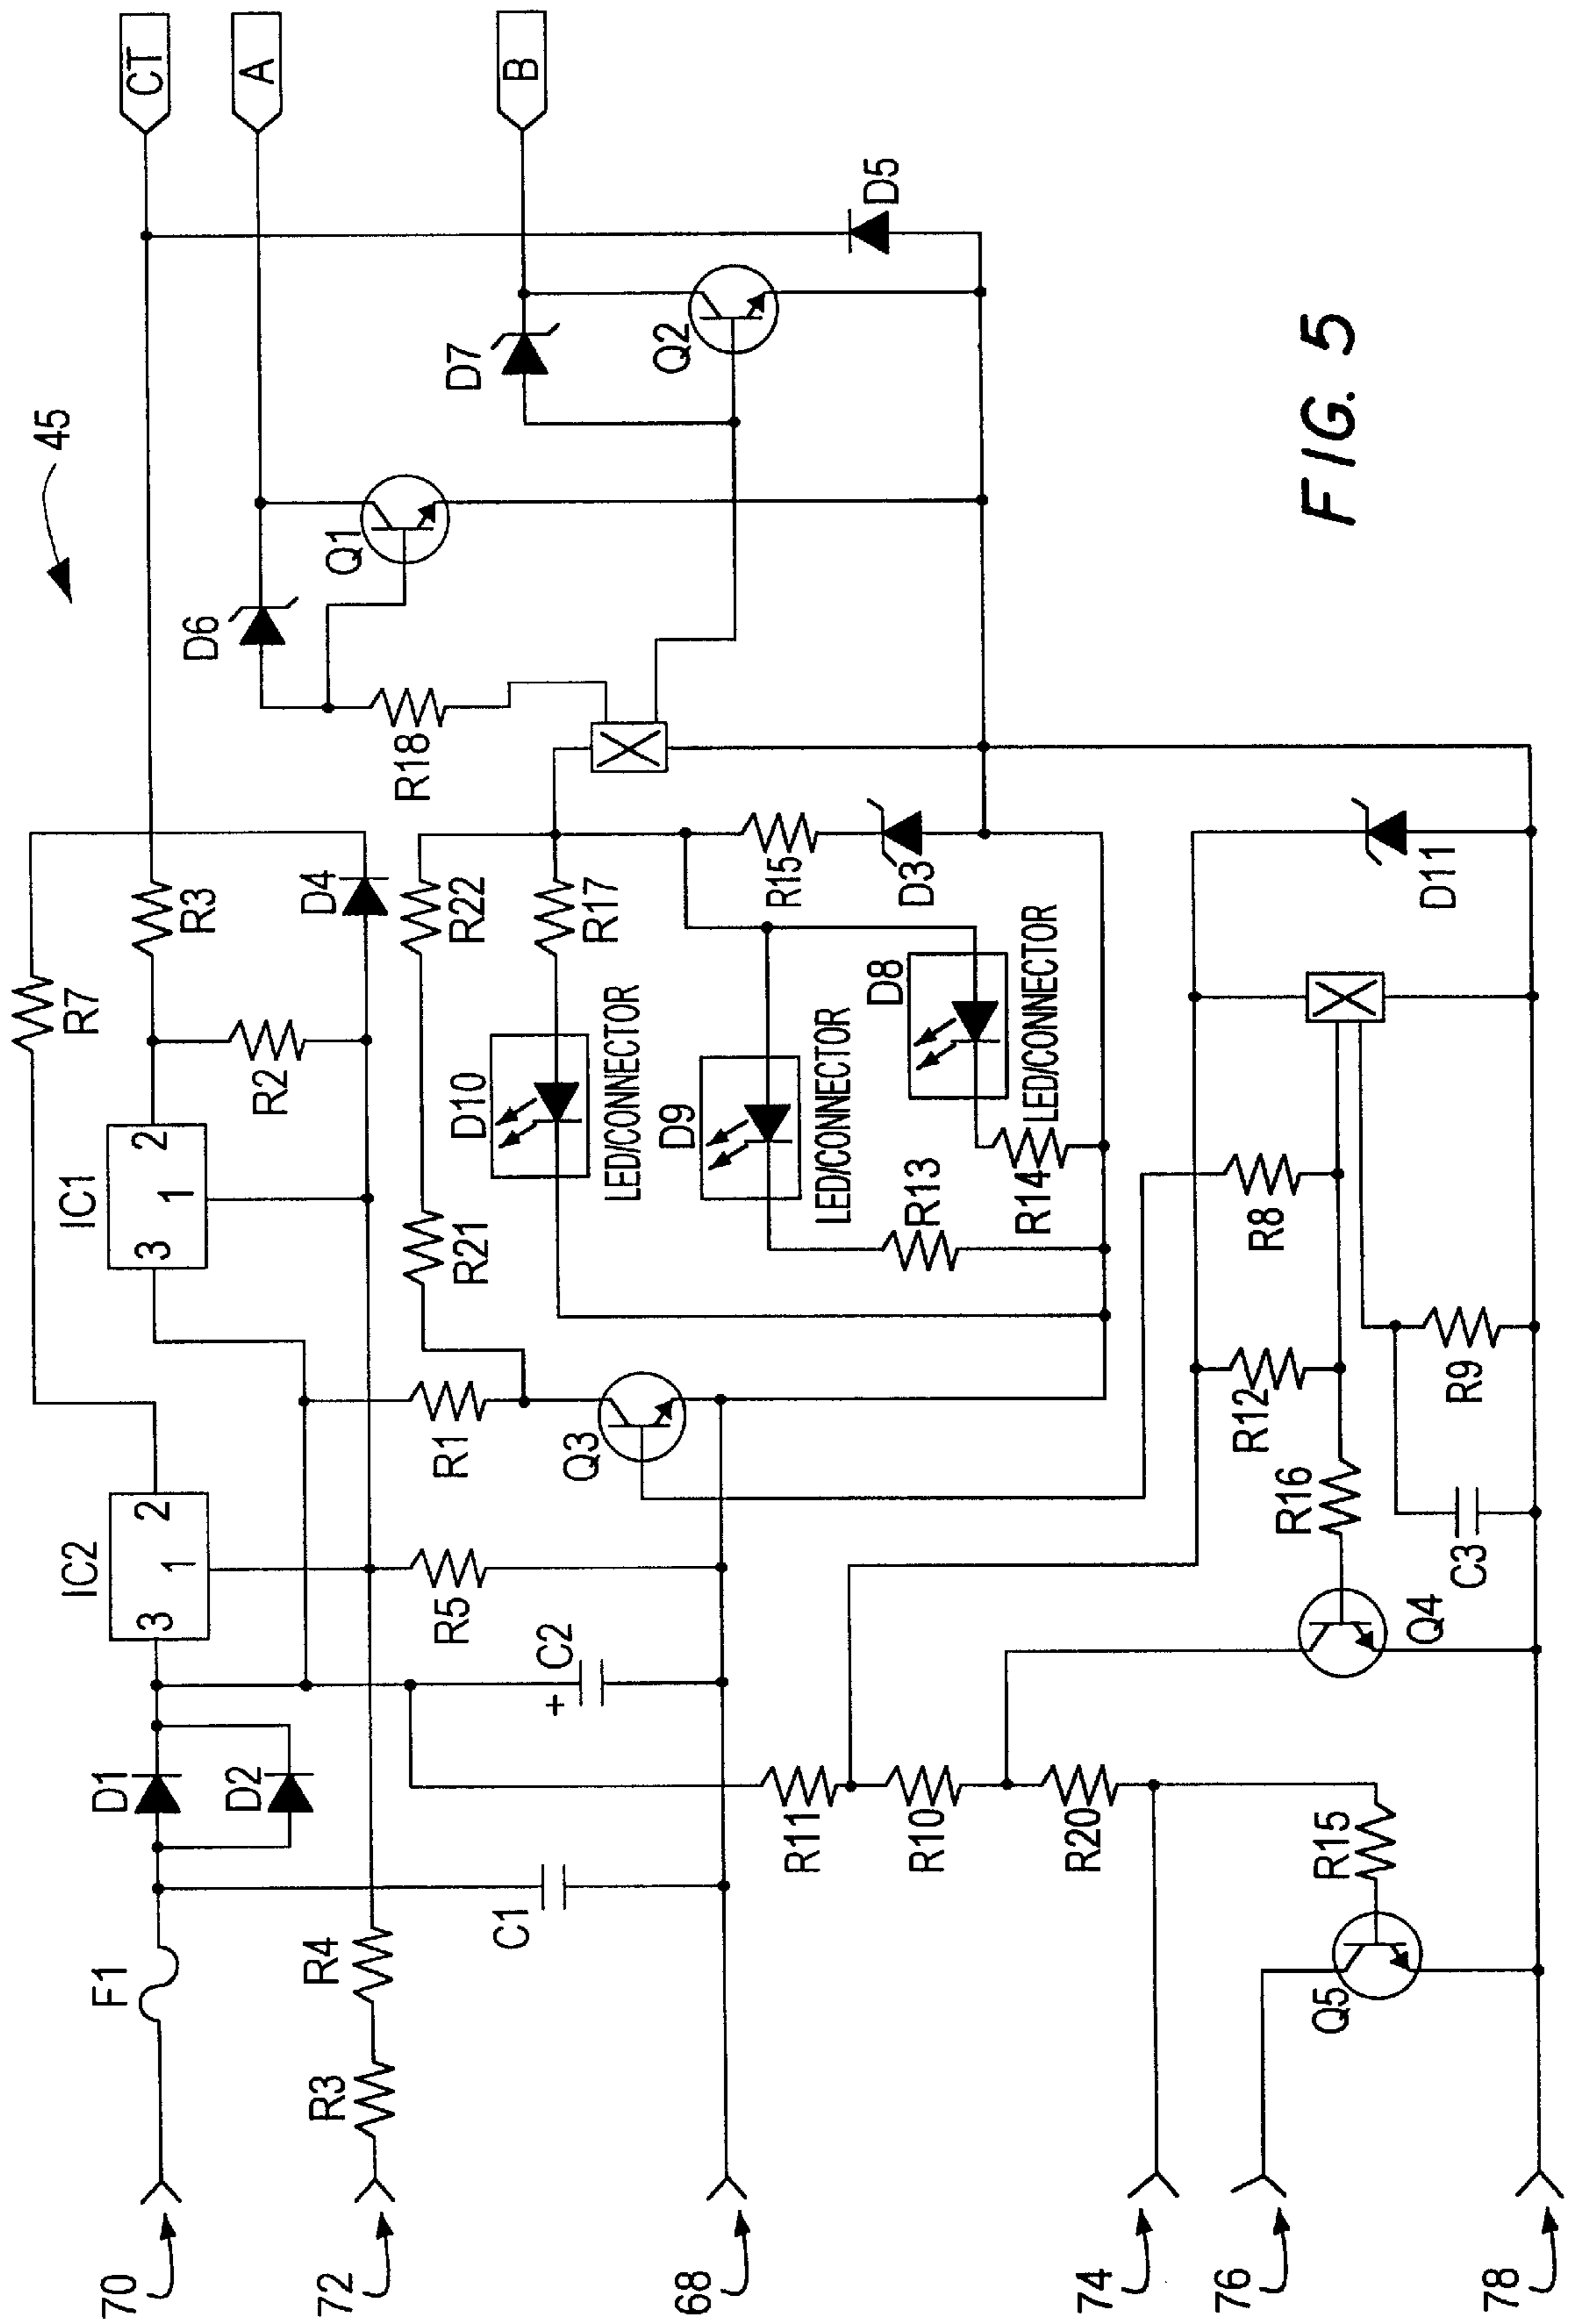 45
CT
A
B
R7
IC2
3
2
1
IC1
3
2
1
R3
D4
R2
D6
Q1
D7
Q2
D5
F1
D1
D2
R3
R4
C1
C2
+
R5
R1
R21
R22
R18
D10
R17
LED/CONNECTOR
D9
LED/CONNECTOR
D8
LED/CONNECTOR
R15
D3
R13
R14
Q3
R11
R10
R20
R15
Q5
Q4
R16
R12
R8
C3
R9
D11
70
72
68
74
76
78
FIG. 5